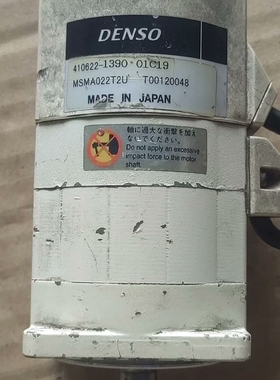 DENSO
410622-1390 01C19
MSMA022T2U T00120048
MADE IN JAPAN
軸に過大な衝撃を加え
ないでください。
Do not apply an excessive
impact force to the motor
shaft.